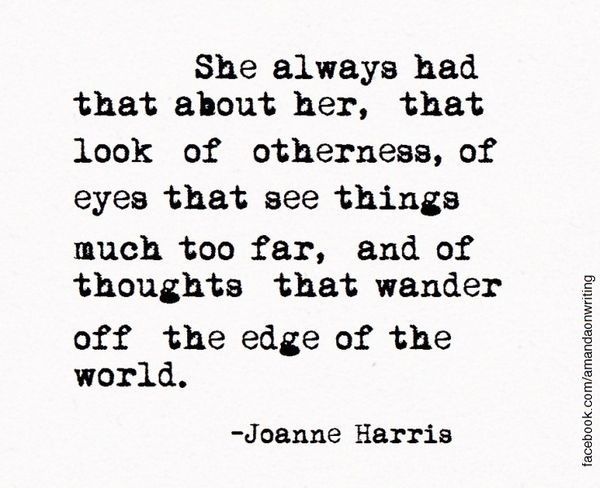 She always had
that about her, that
look of otherness, of
eyes that see things
much too far, and of
thoughts that wander
off the edge of the
world.
-Joanne Harris
facebook.com/amandaonwriting